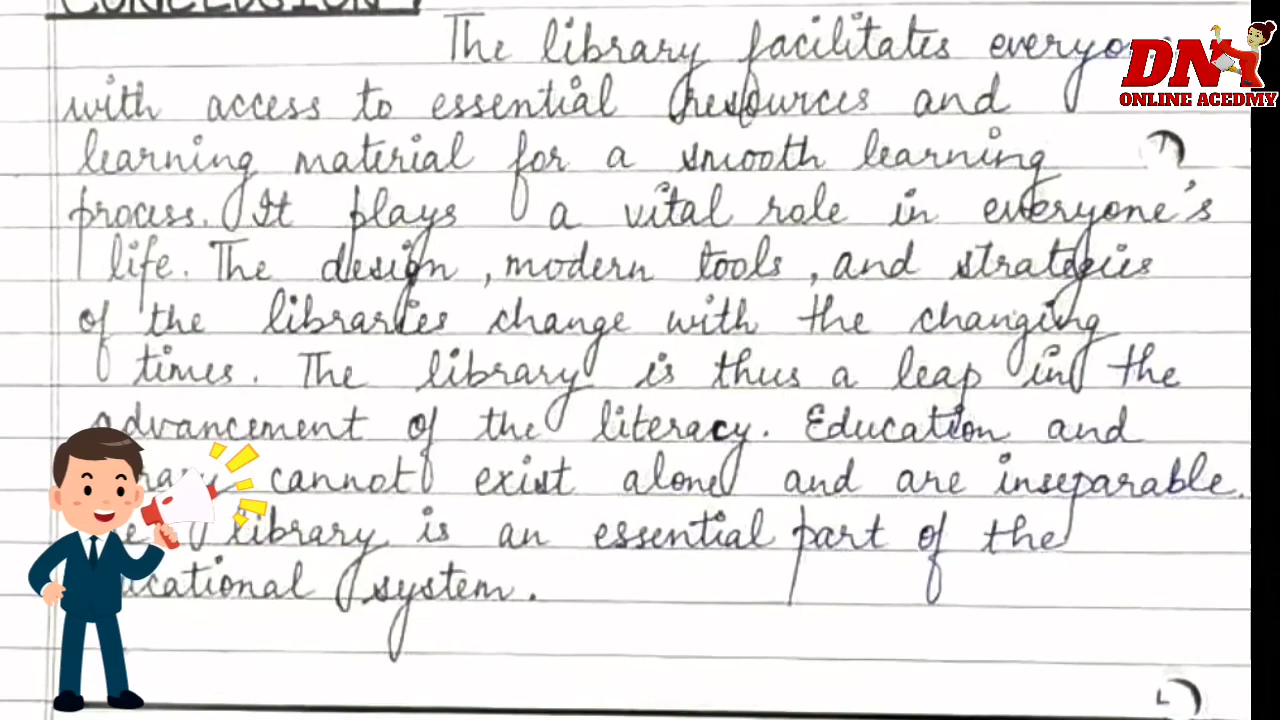 CONCLUSION :
The library facilitates
with access to essential resources and
learning material for a smooth learning
process. It plays a vital role in everyone's
life. The design, modern tools, and strategies
of the libraries change with the changing
times. The library is thus a leap in the
advancement of the literacy. Education and
cannot exist alone and are inseparable.
library is an essential part of the
system.
DN
ONLINE ACEDMY